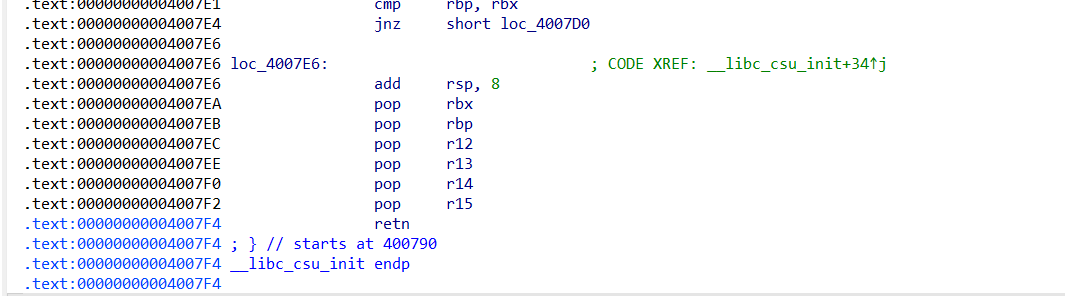 .text:00000000004007E1 cmp rbp, rbx
.text:00000000004007E4 jnz short loc_4007D0
.text:00000000004007E6
.text:00000000004007E6 loc_4007E6: ; CODE XREF: __libc_csu_init+34↑j
.text:00000000004007E6 add rsp, 8
.text:00000000004007EA pop rbx
.text:00000000004007EB pop rbp
.text:00000000004007EC pop r12
.text:00000000004007EE pop r13
.text:00000000004007F0 pop r14
.text:00000000004007F2 pop r15
.text:00000000004007F4 retn
.text:00000000004007F4 ; } // starts at 400790
.text:00000000004007F4 __libc_csu_init endp
.text:00000000004007F4